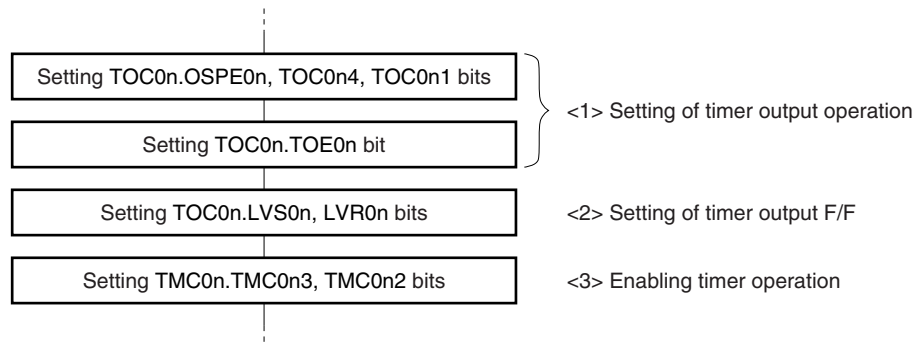 Setting TOC0n.OSPE0n, TOC0n4, TOC0n1 bits
<1> Setting of timer output operation
Setting TOC0n.TOE0n bit
Setting TOC0n.LVS0n, LVR0n bits
<2> Setting of timer output F/F
Setting TMC0n.TMC0n3, TMC0n2 bits
<3> Enabling timer operation